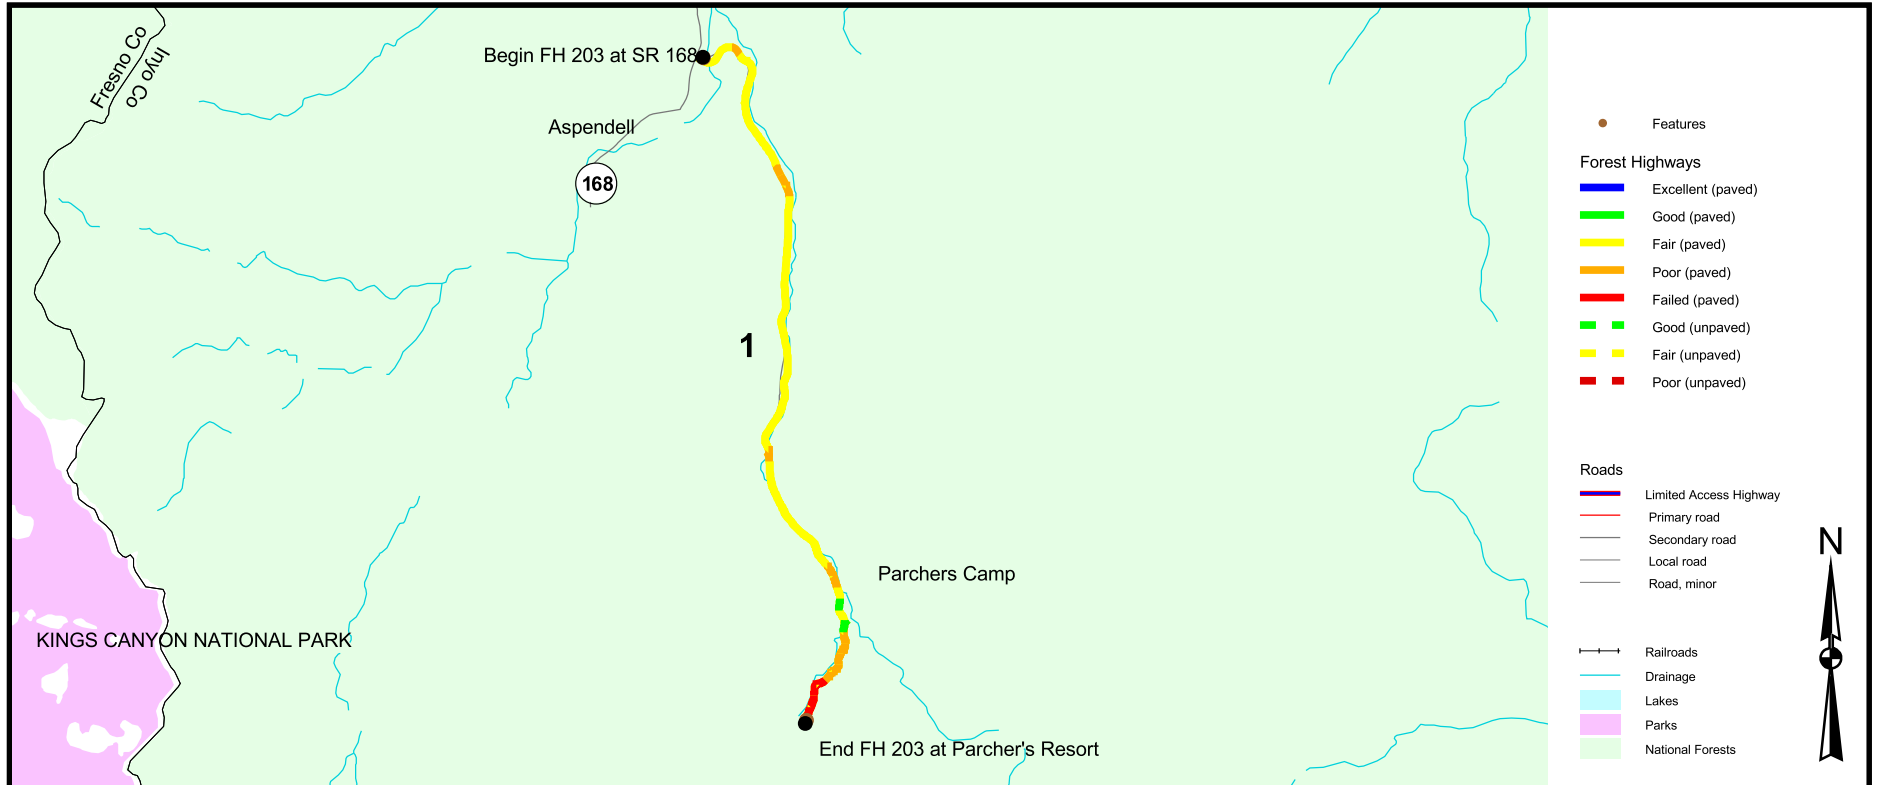 Fresno Co
Inyo Co
Begin FH 203 at SR 168
Aspendell
168
1
Parchers Camp
KINGS CANYON NATIONAL PARK
End FH 203 at Parcher's Resort
Features
Forest Highways
Excellent (paved)
Good (paved)
Fair (paved)
Poor (paved)
Failed (paved)
Good (unpaved)
Fair (unpaved)
Poor (unpaved)
Roads
Limited Access Highway
Primary road
Secondary road
Local road
Road, minor
N
Railroads
Drainage
Lakes
Parks
National Forests